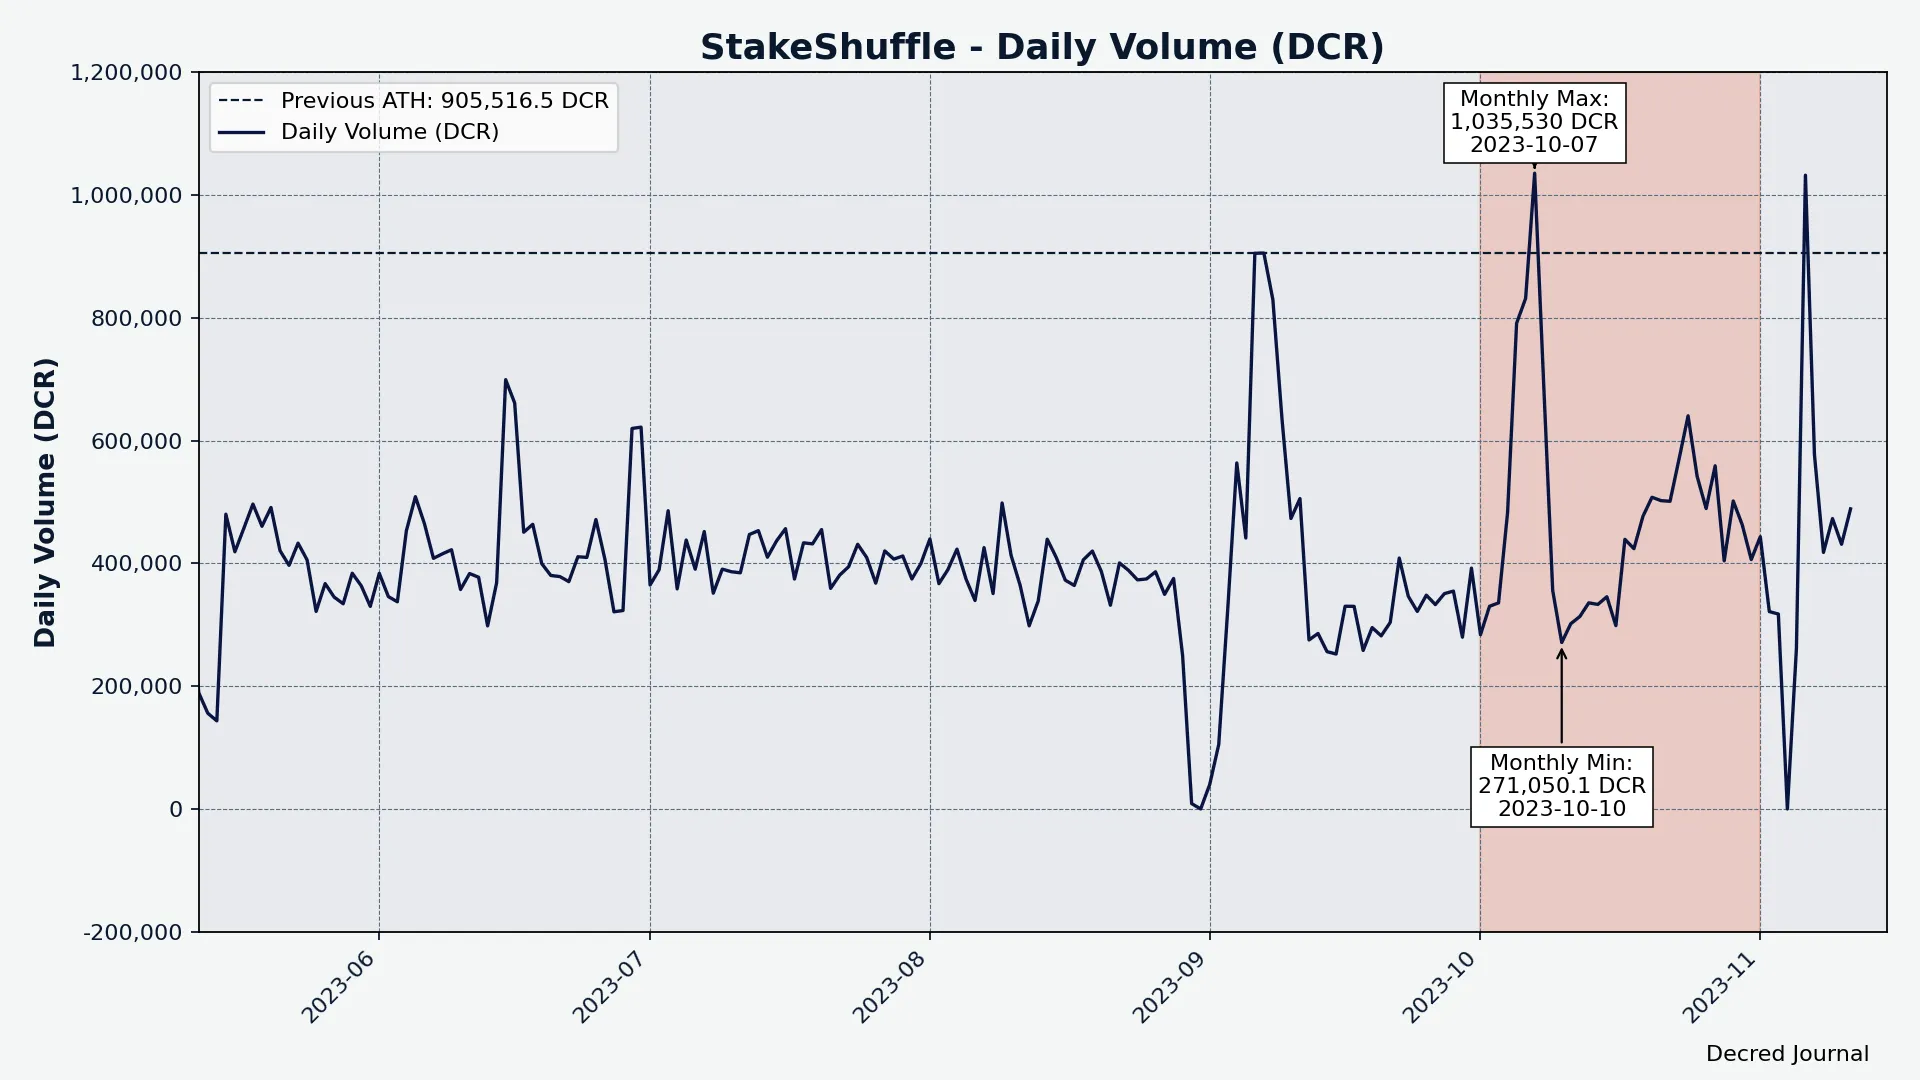 StakeShuffle - Daily Volume (DCR)
Previous ATH: 905,516.5 DCR
Daily Volume (DCR)
Monthly Max:
1,035,530 DCR
2023-10-07
Monthly Min:
271,050.1 DCR
2023-10-10
Daily Volume (DCR)
1,200,000
1,000,000
800,000
600,000
400,000
200,000
0
-200,000
2023-06
2023-07
2023-08
2023-09
2023-10
2023-11
Decred Journal